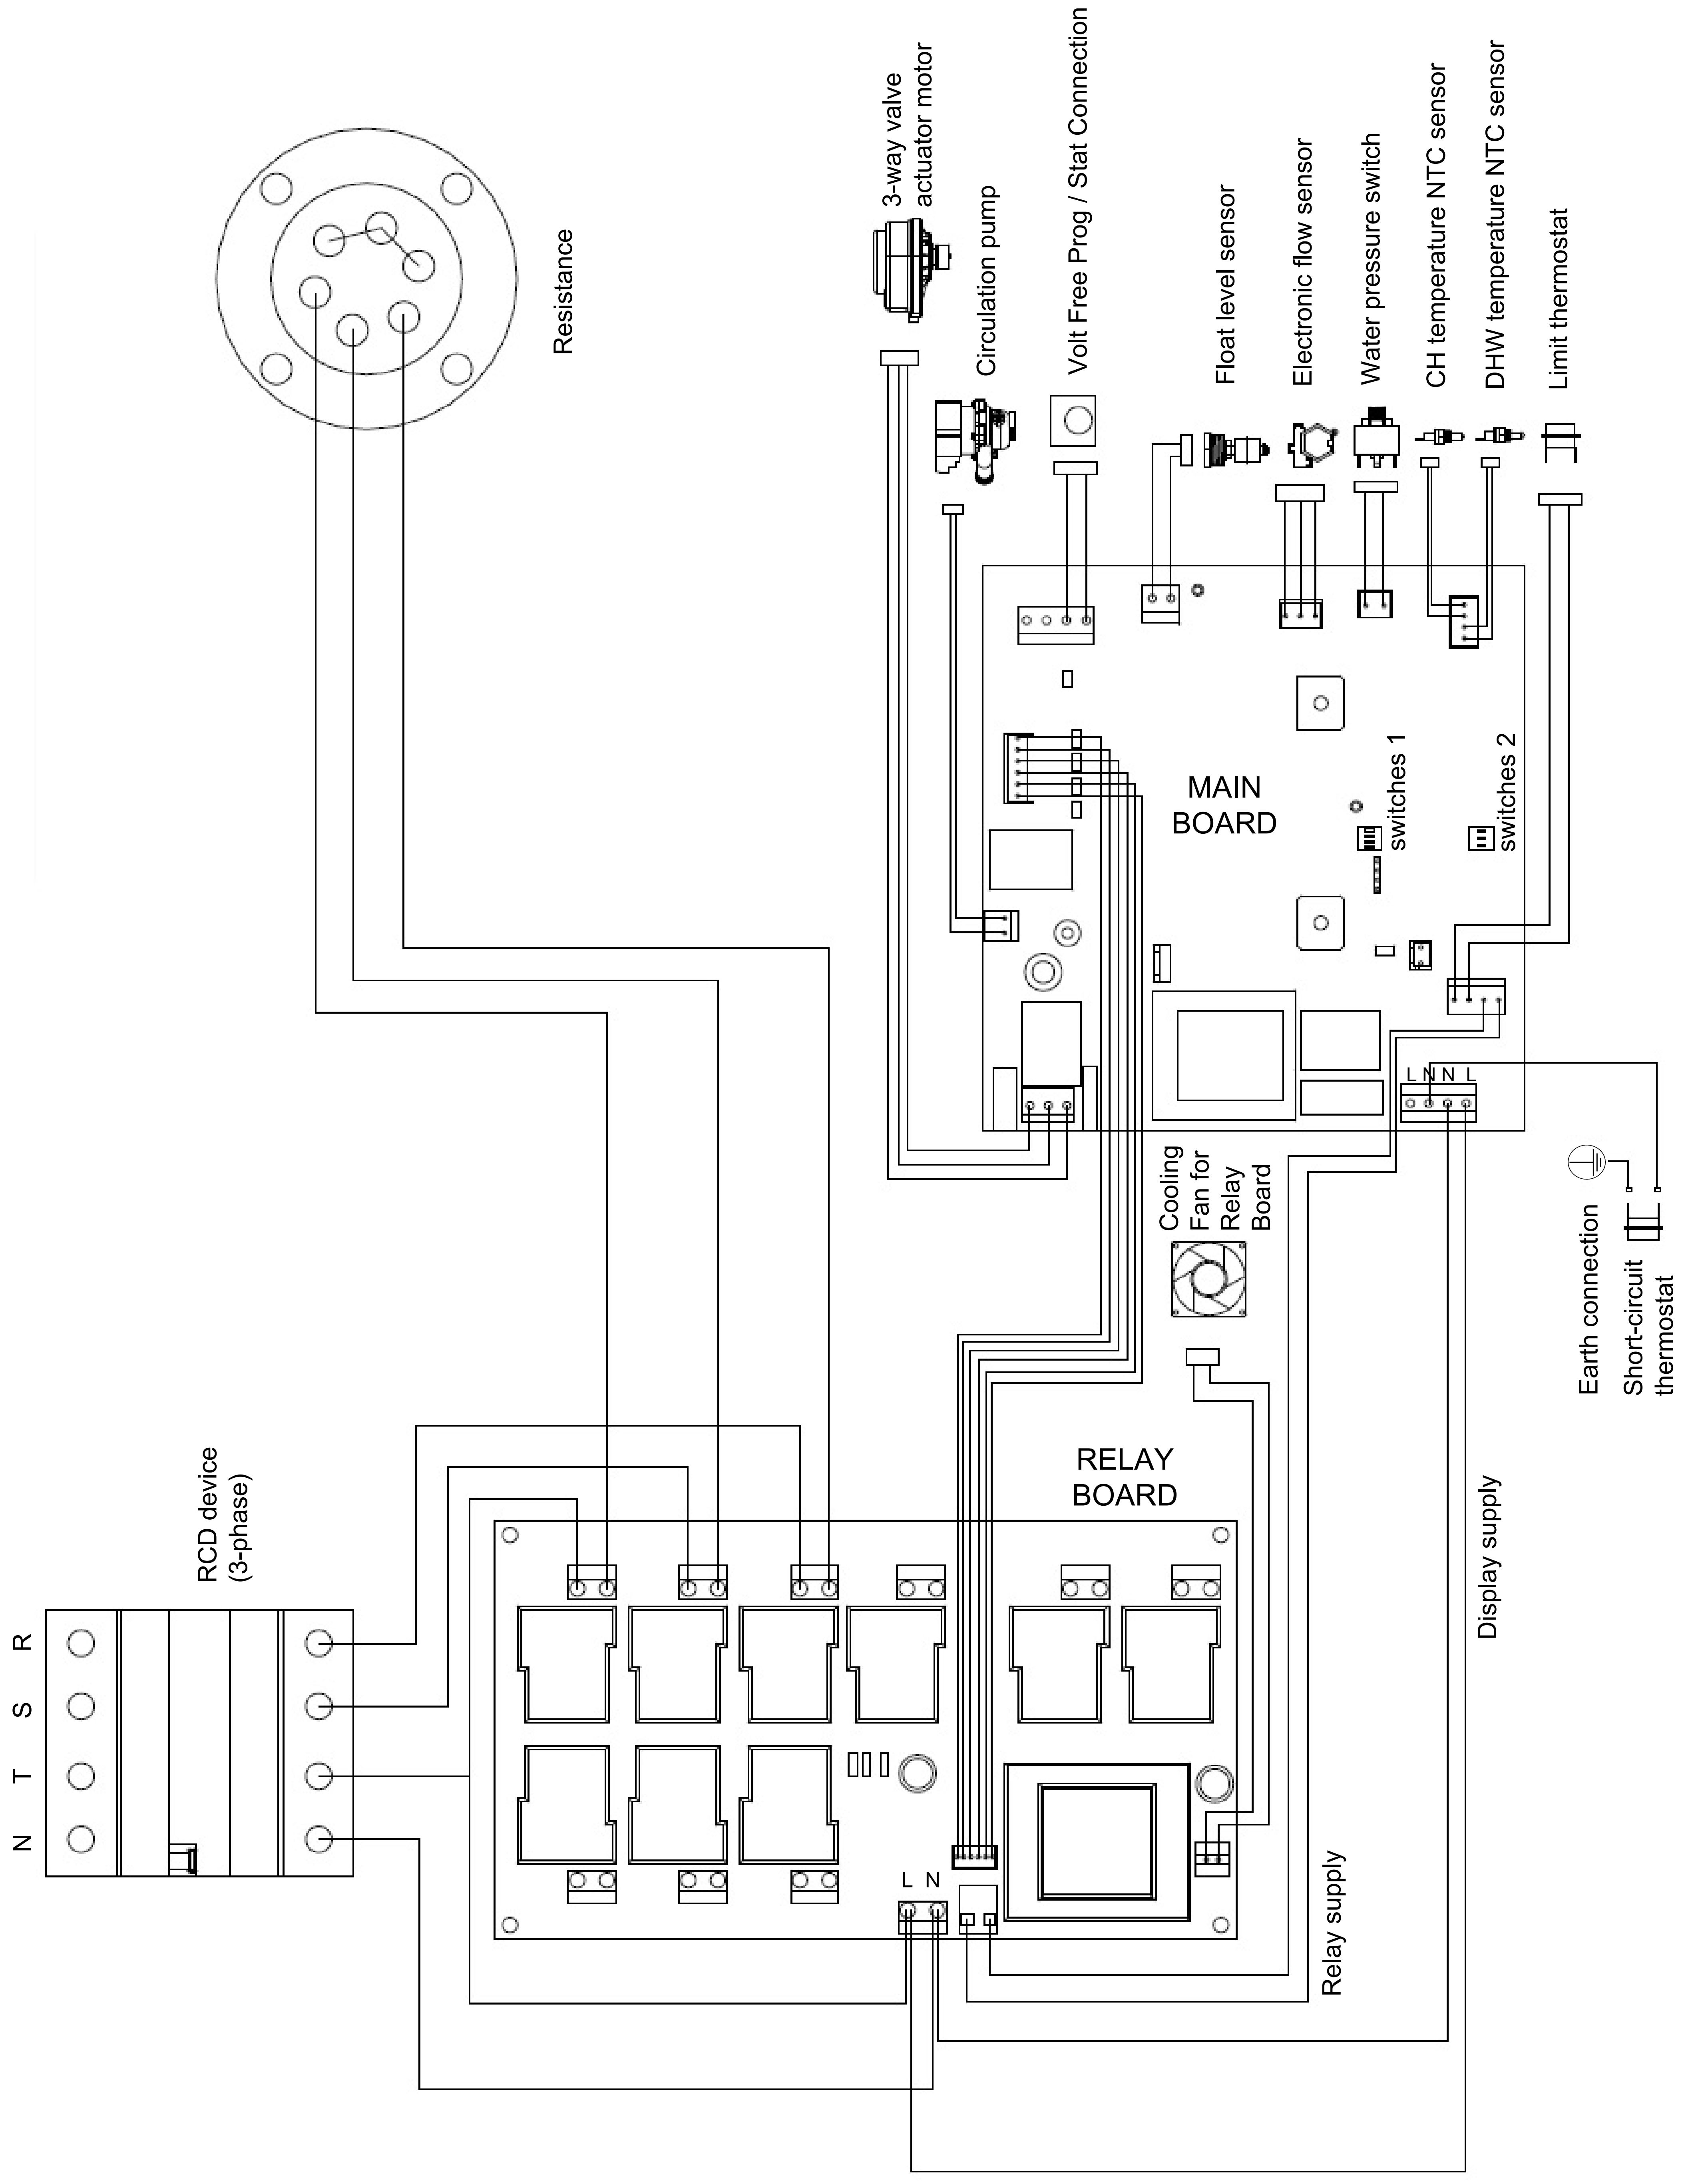 Resistance
3-way valve
actuator motor
Circulation pump
Volt Free Prog / Stat Connection
Float level sensor
Electronic flow sensor
Water pressure switch
CH temperature NTC sensor
DHW temperature NTC sensor
Limit thermostat
MAIN
BOARD
switches 1
switches 2
L N N L
Cooling
Fan for
Relay
Board
Earth connection
Short-circuit
thermostat
RCD device
(3-phase)
R
S
T
N
RELAY
BOARD
Display supply
L N
Relay supply